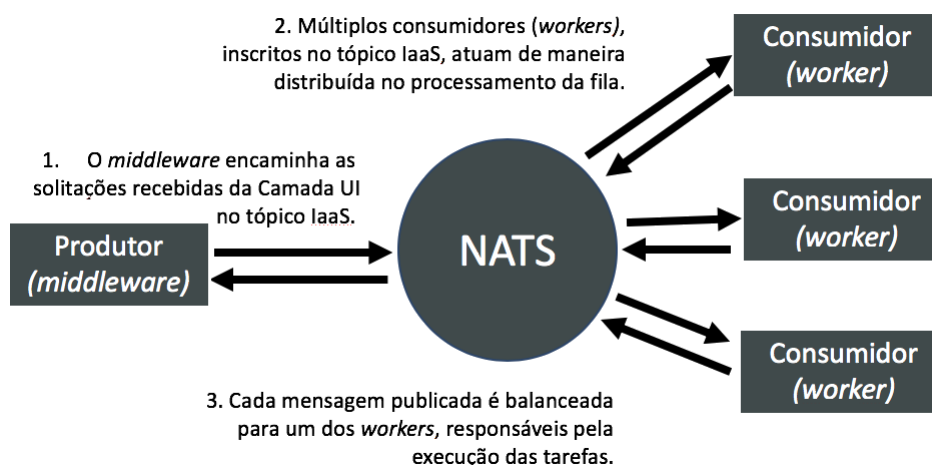 2. Múltiplos consumidores (workers),
inscritos no tópico IaaS, atuam de maneira
distribuída no processamento da fila.
Consumidor
(worker)
1. O middleware encaminha as
solitações recebidas da Camada UI
no tópico IaaS.
Produtor
(middleware)
NATS
Consumidor
(worker)
Consumidor
(worker)
3. Cada mensagem publicada é balanceada
para um dos workers, responsáveis pela
execução das tarefas.